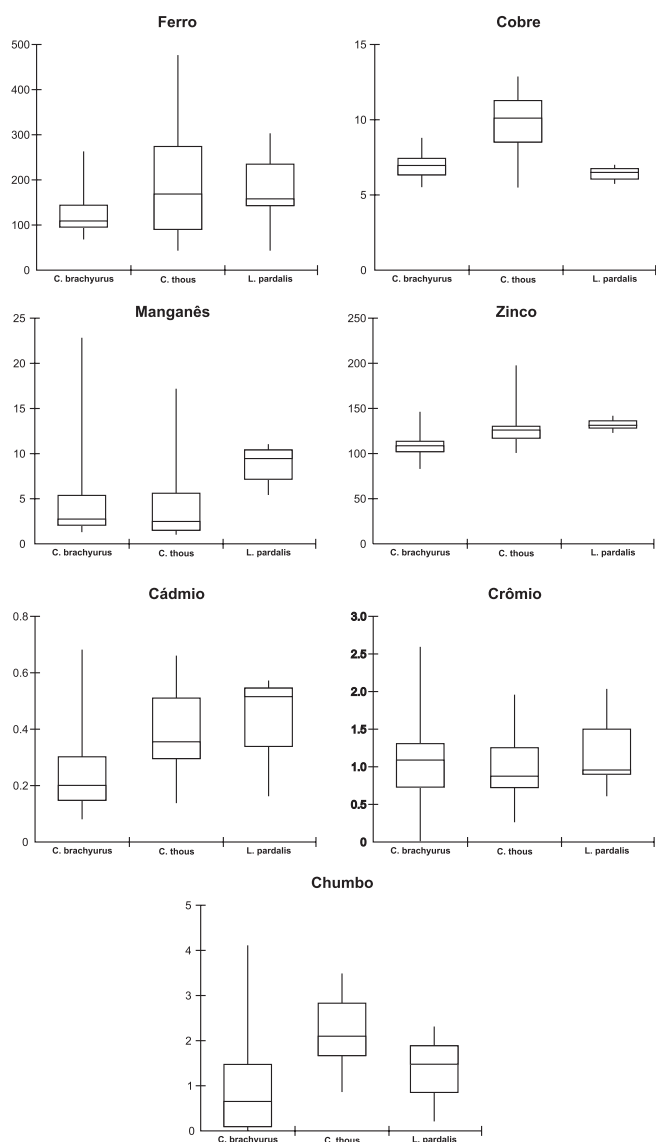 Ferro
500
400
300
200
100
0
C. brachyurus C. thous L. pardalis
Cobre
15
10
5
0
C. brachyurus C. thous L. pardalis
Manganês
25
20
15
10
5
0
C. brachyurus C. thous L. pardalis
Zinco
250
200
150
100
50
0
C. brachyurus C. thous L. pardalis
Cádmio
0.8
0.6
0.4
0.2
0
C. brachyurus C. thous L. pardalis
Crômio
3.0
2.5
2.0
1.5
1.0
0.5
0
C. brachyurus C. thous L. pardalis
Chumbo
5
4
3
2
1
0
C. brachyurus C. thous L. pardalis